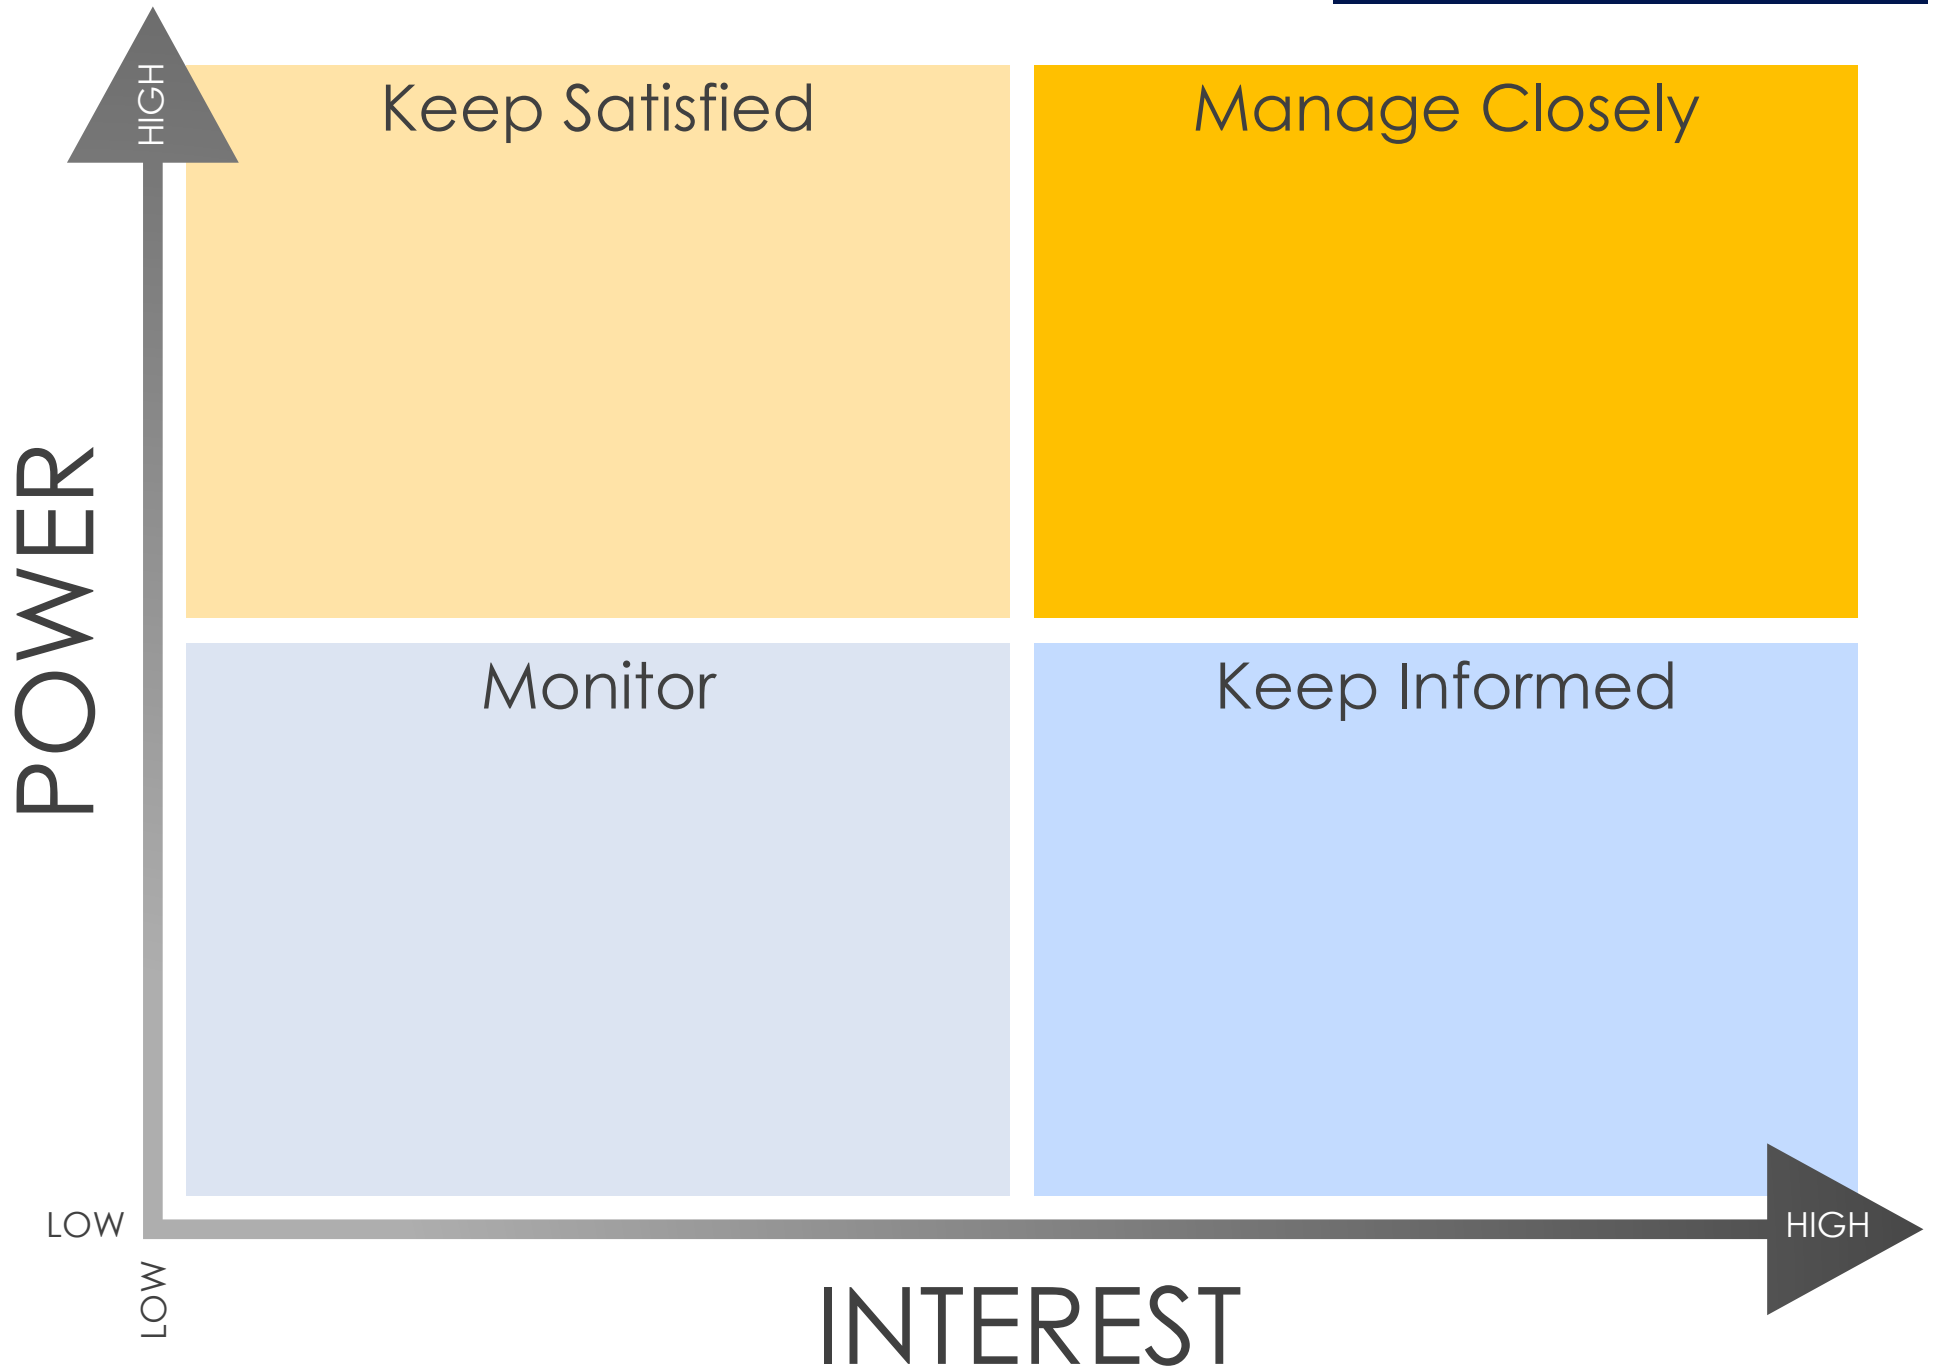 HIGH
Keep Satisfied
Manage Closely
POWER
Monitor
Keep Informed
LOW
HIGH
LOW
INTEREST